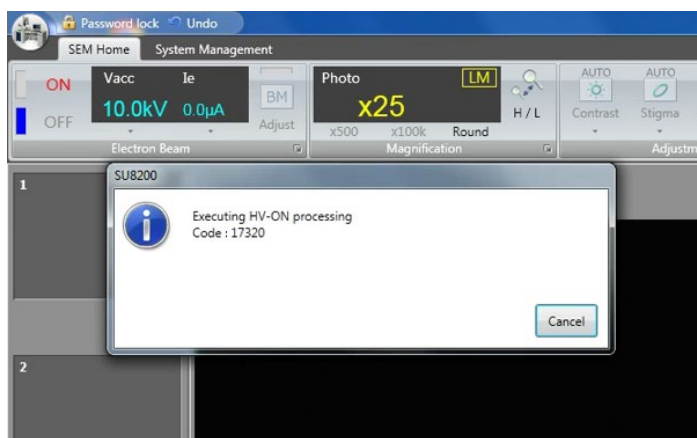 Password lock Undo
SEM Home System Management
ON Vacc Ie Photo LM AUTO AUTO
10.0kV 0.0µA BM x25 H / L Contrast Stigma
OFF Adjust x500 x100k Round
Electron Beam Magnification Adjustm
1
SU8200
Executing HV-ON processing
Code : 17320
Cancel
2